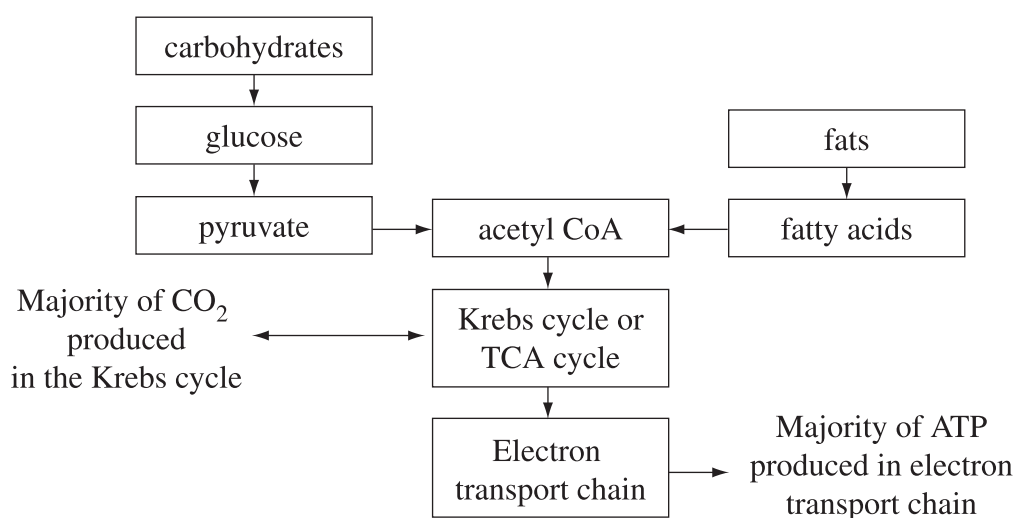 carbohydrates
glucose
fats
pyruvate
acetyl CoA
fatty acids
Majority of CO₂
produced
in the Krebs cycle
Krebs cycle or
TCA cycle
Electron
transport chain
Majority of ATP
produced in electron
transport chain